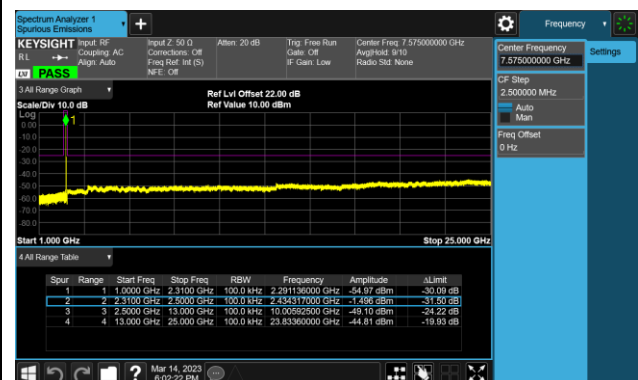 Spectrum Analyzer 1
Spurious Emissions
Frequency
KEYSIGHT
Input: RF
Coupling: AC
Align: Auto
Input Z: 50 Ω
Corrections: Off
Freq Ref: Int (S)
NFE: Off
Atten: 20 dB
Trig: Free Run
Gate: Off
IF Gain: Low
Center Freq: 7.575000000 GHz
Avg|Hold: 9/10
Radio Std: None
R L
LXI
PASS
Center Frequency
7.575000000 GHz
Settings
CF Step
2.500000 MHz
Auto
Man
Freq Offset
0 Hz
3 All Range Graph
Scale/Div 10.0 dB
Ref Lvl Offset 22.00 dB
Ref Value 10.00 dBm
Log
0.00
-10.0
-20.0
-30.0
-40.0
-50.0
-60.0
-70.0
-80.0
1
Start 1.000 GHz
Stop 25.000 GHz
4 All Range Table
Spur Range Start Freq Stop Freq RBW Frequency Amplitude ΔLimit
1 1 1.0000 GHz 2.3100 GHz 100.0 kHz 2.291136000 GHz -54.97 dBm -30.09 dB
2 2 2.3100 GHz 2.5000 GHz 100.0 kHz 2.434317000 GHz -1.496 dBm -31.50 dB
3 3 2.5000 GHz 13.000 GHz 100.0 kHz 10.00592500 GHz -49.10 dBm -24.22 dB
4 4 13.000 GHz 25.000 GHz 100.0 kHz 23.83360000 GHz -44.81 dBm -19.93 dB
Mar 14, 2023
6:02:22 PM